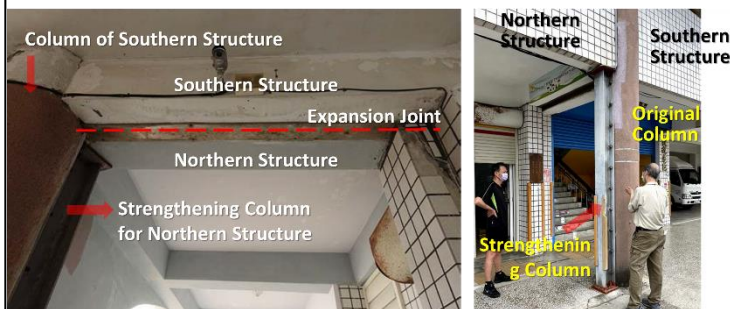 Column of Southern Structure
Southern Structure
Expansion Joint
Northern Structure
Strengthening Column
for Northern Structure
Northern
Structure
Southern
Structure
Original
Column
Strengthenin
g Column